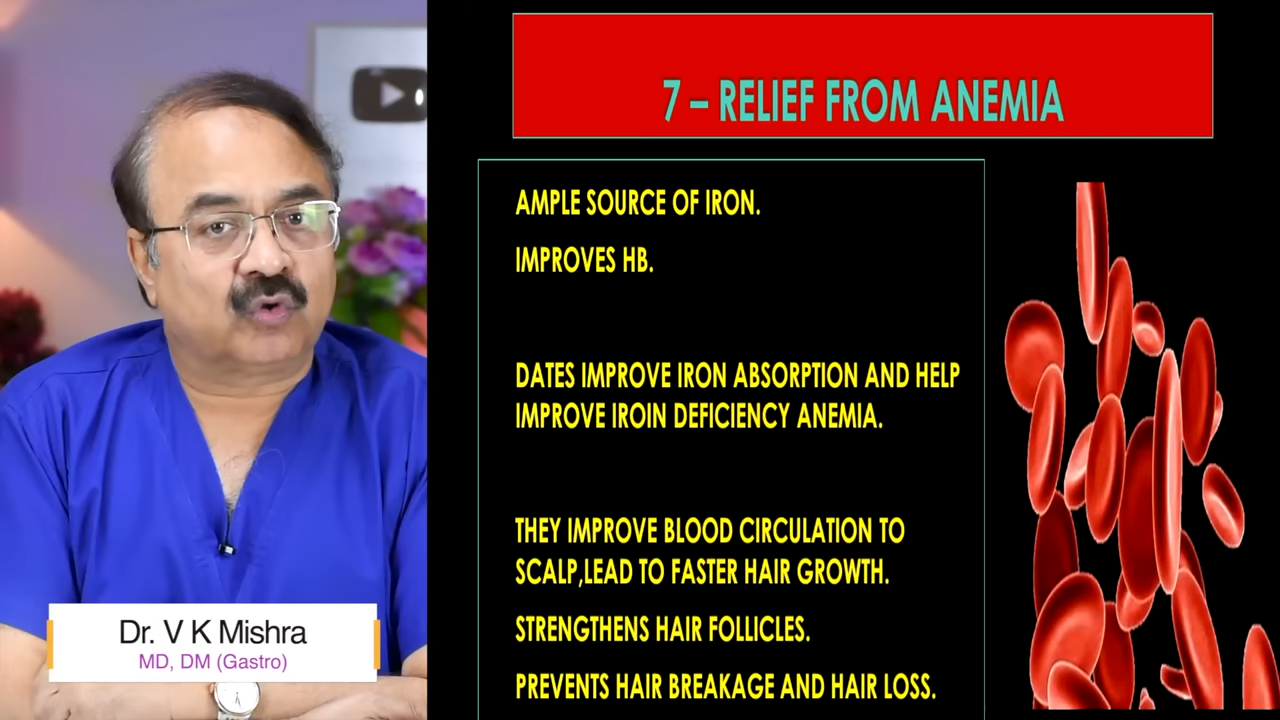 7 – RELIEF FROM ANEMIA
AMPLE SOURCE OF IRON.
IMPROVES HB.
DATES IMPROVE IRON ABSORPTION AND HELP
IMPROVE IROIN DEFICIENCY ANEMIA.
THEY IMPROVE BLOOD CIRCULATION TO
SCALP,LEAD TO FASTER HAIR GROWTH.
STRENGTHENS HAIR FOLLICLES.
PREVENTS HAIR BREAKAGE AND HAIR LOSS.
Dr. V K Mishra
MD, DM (Gastro)